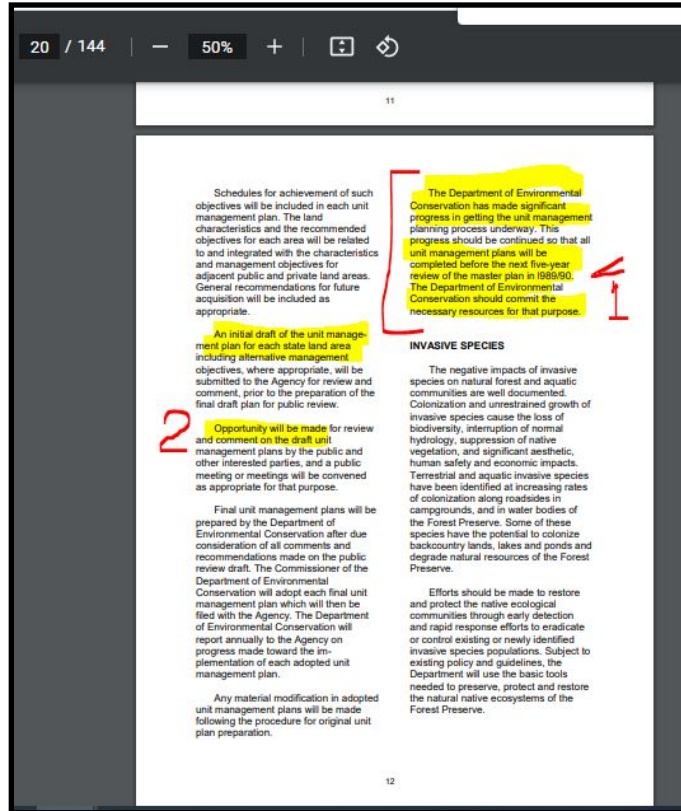 20 / 144 | — 50% + |
11
Schedules for achievement of such
objectives will be included in each unit
management plan. The land
characteristics and the recommended
objectives for each area will be related
to and integrated with the characteristics
and management objectives for
adjacent public and private land areas.
General recommendations for future
acquisition will be included as
appropriate.
An initial draft of the unit manage-
ment plan for each state land area
including alternative management
objectives, where appropriate, will be
submitted to the Agency for review and
comment, prior to the preparation of the
final draft plan for public review.
2
Opportunity will be made for review
and comment on the draft unit
management plans by the public and
other interested parties, and a public
meeting or meetings will be convened
as appropriate for that purpose.
Final unit management plans will be
prepared by the Department of
Environmental Conservation after due
consideration of all comments and
recommendations made on the public
review draft. The Commissioner of the
Department of Environmental
Conservation will adopt each final unit
management plan which will then be
filed with the Agency. The Department
of Environmental Conservation will
report annually to the Agency on
progress made toward the im-
plementation of each adopted unit
management plan.
Any material modification in adopted
unit management plans will be made
following the procedure for original unit
plan preparation.
The Department of Environmental
Conservation has made significant
progress in getting the unit management
planning process underway. This
progress should be continued so that all
unit management plans will be
completed before the next five-year
review of the master plan in l989/90.
The Department of Environmental
Conservation should commit the
necessary resources for that purpose.
1
INVASIVE SPECIES
The negative impacts of invasive
species on natural forest and aquatic
communities are well documented.
Colonization and unrestrained growth of
invasive species cause the loss of
biodiversity, interruption of normal
hydrology, suppression of native
vegetation, and significant aesthetic,
human safety and economic impacts.
Terrestrial and aquatic invasive species
have been identified at increasing rates
of colonization along roadsides in
campgrounds, and in water bodies of
the Forest Preserve. Some of these
species have the potential to colonize
backcountry lands, lakes and ponds and
degrade natural resources of the Forest
Preserve.
Efforts should be made to restore
and protect the native ecological
communities through early detection
and rapid response efforts to eradicate
or control existing or newly identified
invasive species populations. Subject to
existing policy and guidelines, the
Department will use the basic tools
needed to preserve, protect and restore
the natural native ecosystems of the
Forest Preserve.
12